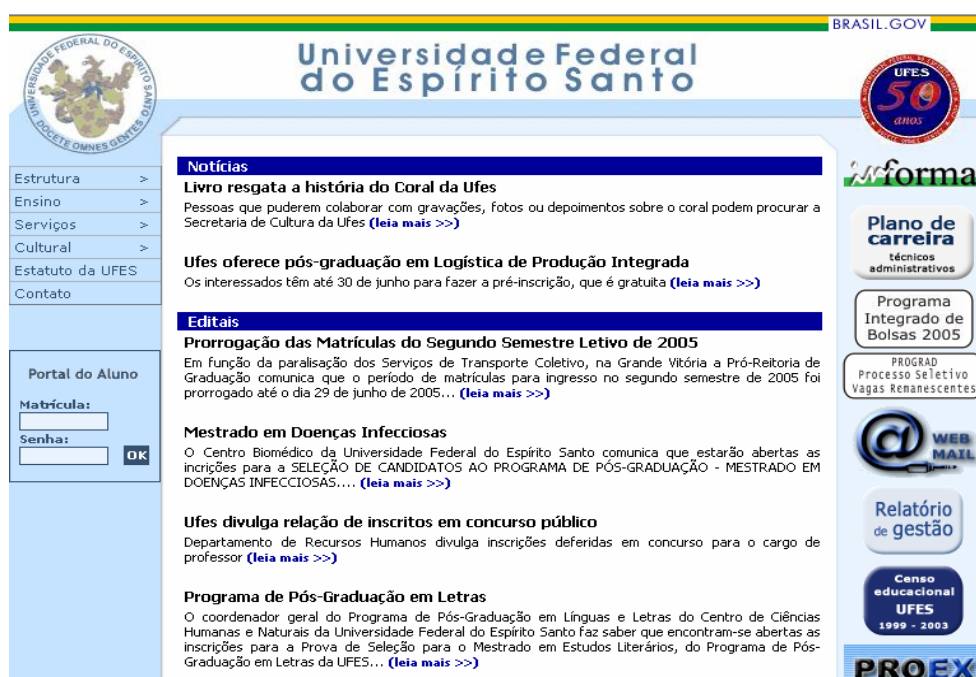 BRASIL.GOV
UNIVERSIDADE FEDERAL DO ESPIRITO SANTO
DOCETE OMNES GENTES
Universidade Federal
do Espírito Santo
UFES
50
anos
Estrutura >
Ensino >
Serviços >
Cultural >
Estatuto da UFES
Contato
Portal do Aluno
Matrícula:
Senha:
OK
Notícias
Livro resgata a história do Coral da Ufes
Pessoas que puderem colaborar com gravações, fotos ou depoimentos sobre o coral podem procurar a
Secretaria de Cultura da Ufes (leia mais >>)
Ufes oferece pós-graduação em Logística de Produção Integrada
Os interessados têm até 30 de junho para fazer a pré-inscrição, que é gratuita (leia mais >>)
Editais
Prorrogação das Matrículas do Segundo Semestre Letivo de 2005
Em função da paralisação dos Serviços de Transporte Coletivo, na Grande Vitória a Pró-Reitoria de
Graduação comunica que o período de matrículas para ingresso no segundo semestre de 2005 foi
prorrogado até o dia 29 de junho de 2005... (leia mais >>)
Mestrado em Doenças Infecciosas
O Centro Biomédico da Universidade Federal do Espírito Santo comunica que estarão abertas as
incrições para a SELEÇÃO DE CANDIDATOS AO PROGRAMA DE PÓS-GRADUAÇÃO - MESTRADO EM
DOENÇAS INFECCIOSAS.... (leia mais >>)
Ufes divulga relação de inscritos em concurso público
Departamento de Recursos Humanos divulga inscrições deferidas em concurso para o cargo de
professor (leia mais >>)
Programa de Pós-Graduação em Letras
O coordenador geral do Programa de Pós-Graduação em Línguas e Letras do Centro de Ciências
Humanas e Naturais da Universidade Federal do Espírito Santo faz saber que encontram-se abertas as
inscrições para a Prova de Seleção para o Mestrado em Estudos Literários, do Programa de Pós-
Graduação em Letras da UFES... (leia mais >>)
informa
Plano de
carreira
técnicos
administrativos
Programa
Integrado de
Bolsas 2005
PROGRAD
Processo Seletivo
Vagas Remanescentes
@ WEB
MAIL
Relatório
de gestão
Censo
educacional
UFES
1999 - 2003
PROEX